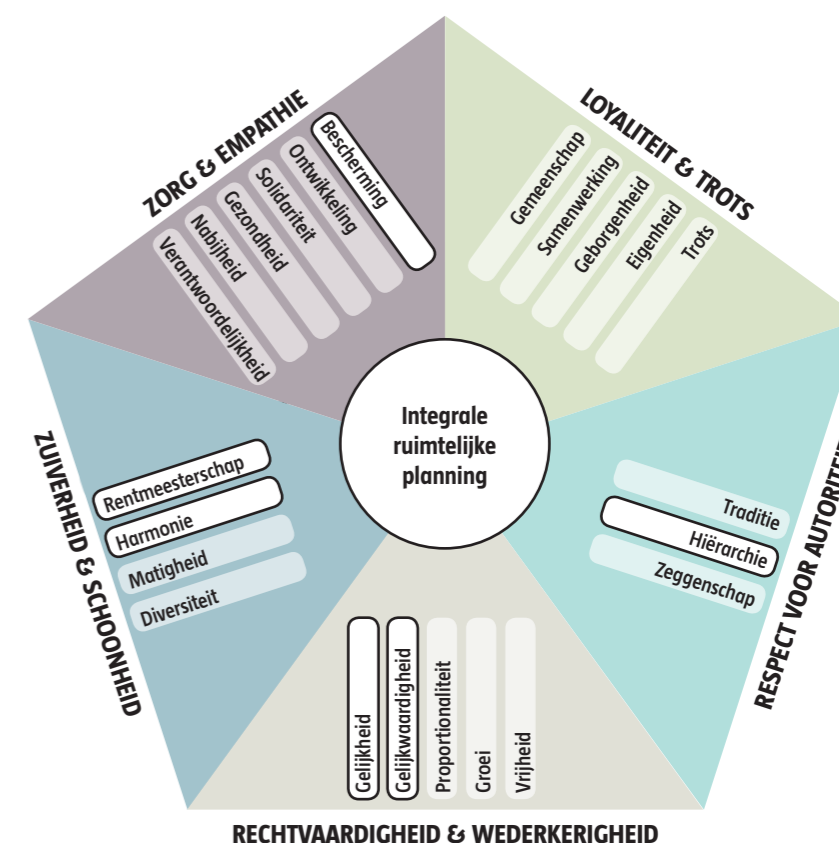 ZORG & EMPATHIE
Bescherming
Ontwikkeling
Solidariteit
Gezondheid
Nabijheid
Verantwoordelijkheid
LOYALITEIT & TROTS
Gemeenschap
Samenwerking
Geborgenheid
Eigenheid
Trots
Integrale
ruimtelijke
planning
ZUIVERHEID & SCHOONHEID
Rentmeesterschap
Harmonie
Matigheid
Diversiteit
RESPECT VOOR AUTORITEIT
Traditie
Hiërarchie
Zeggenschap
Gelijkheid
Gelijkwaardigheid
Proportionaliteit
Groei
Vrijheid
RECHTVAARDIGHEID & WEDERKERIGHEID